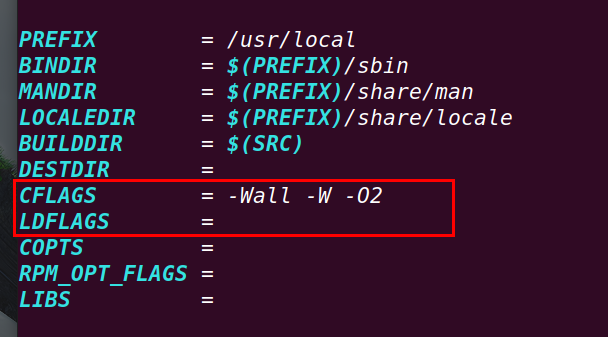 PREFIX = /usr/local
BINDIR = $(PREFIX)/sbin
MANDIR = $(PREFIX)/share/man
LOCALEDIR = $(PREFIX)/share/locale
BUILDDIR = $(SRC)
DESTDIR =
CFLAGS = -Wall -W -O2
LDFLAGS =
COPTS =
RPM_OPT_FLAGS =
LIBS =